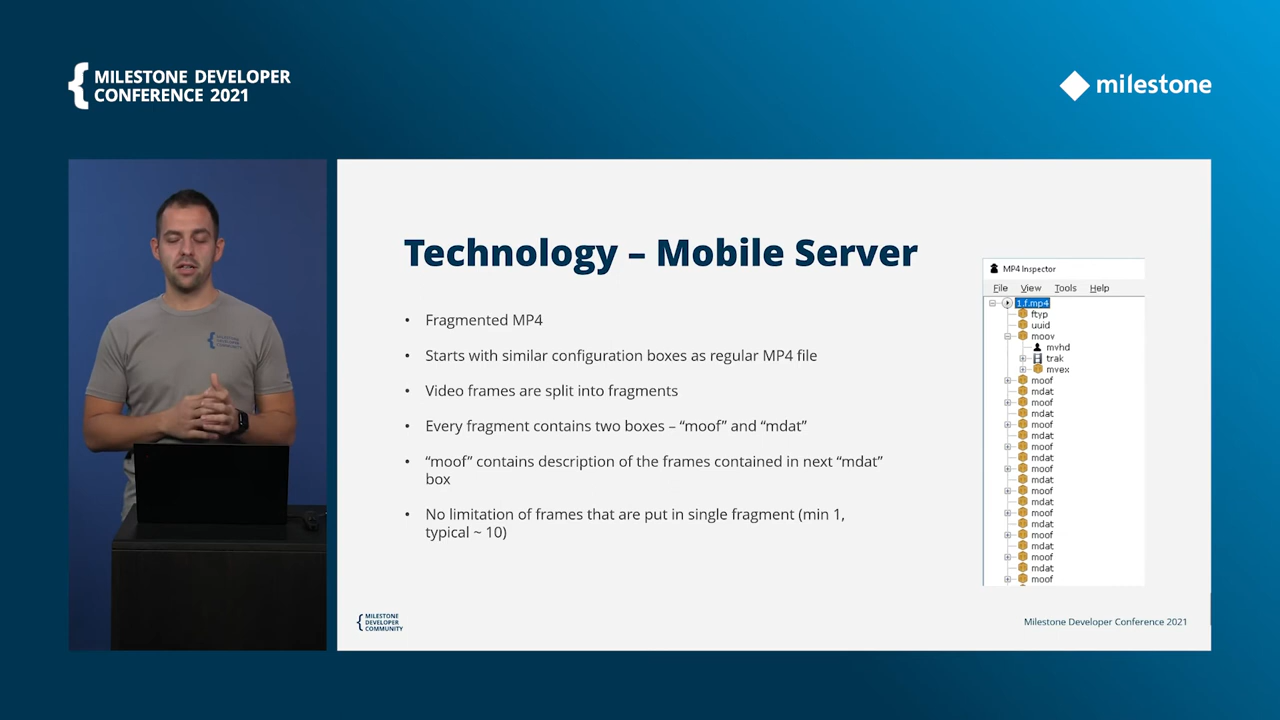 MILESTONE DEVELOPER
CONFERENCE 2021
milestone
Technology – Mobile Server
• Fragmented MP4
• Starts with similar configuration boxes as regular MP4 file
• Video frames are split into fragments
• Every fragment contains two boxes – “moof” and “mdat”
• “moof” contains description of the frames contained in next “mdat”
box
• No limitation of frames that are put in single fragment (min 1,
typical ~ 10)
MP4 Inspector
File View Tools Help
1.f.mp4
ftyp
uuid
moov
mvhd
trak
mvex
moof
mdat
moof
mdat
moof
mdat
moof
mdat
moof
mdat
moof
mdat
moof
mdat
moof
mdat
moof
mdat
moof
MILESTONE
DEVELOPER
COMMUNITY
Milestone Developer Conference 2021
MILESTONE
DEVELOPER
COMMUNITY